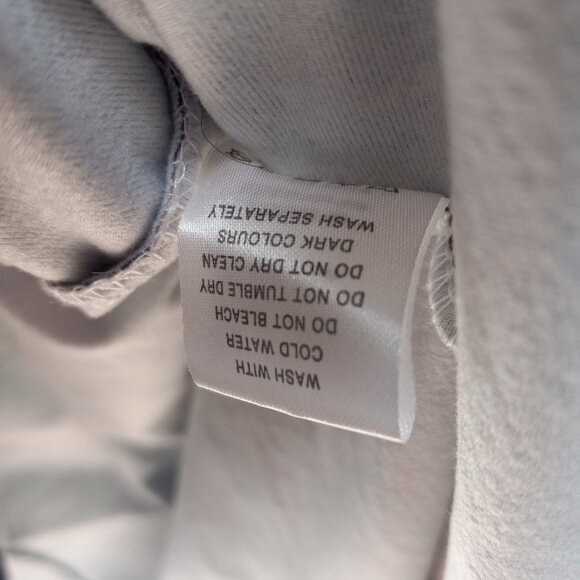 WASH WITH
COLD WATER
DO NOT BLEACH
DO NOT TUMBLE DRY
DO NOT DRY CLEAN
DARK COLOURS
WASH SEPARATELY